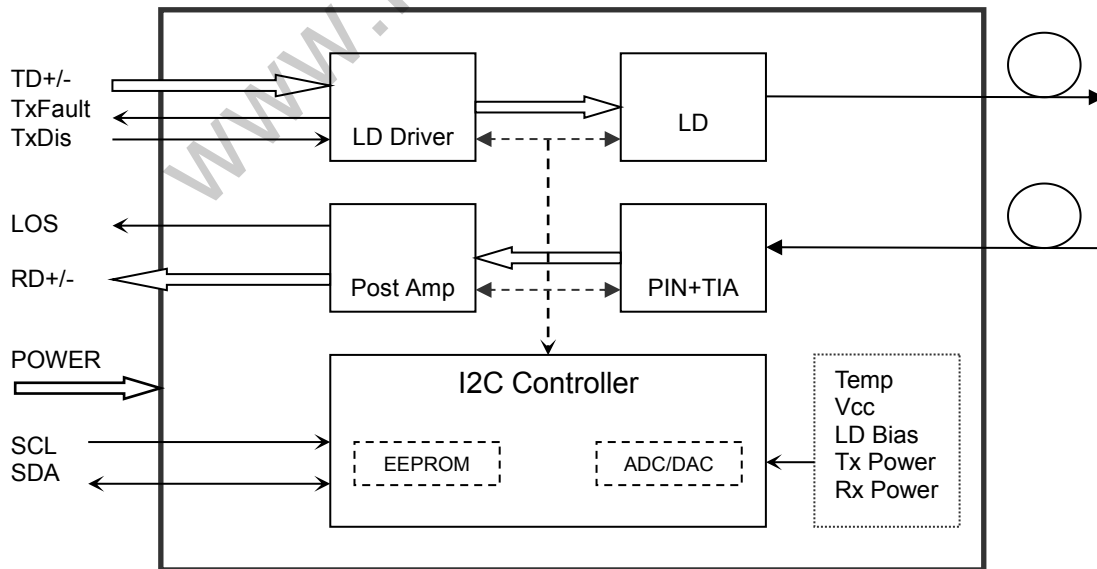 TD+/-
TxFault
TxDis
LD Driver
LD
LOS
RD+/-
Post Amp
PIN+TIA
POWER
I2C Controller
SCL
SDA
EEPROM
ADC/DAC
Temp
Vcc
LD Bias
Tx Power
Rx Power
www.